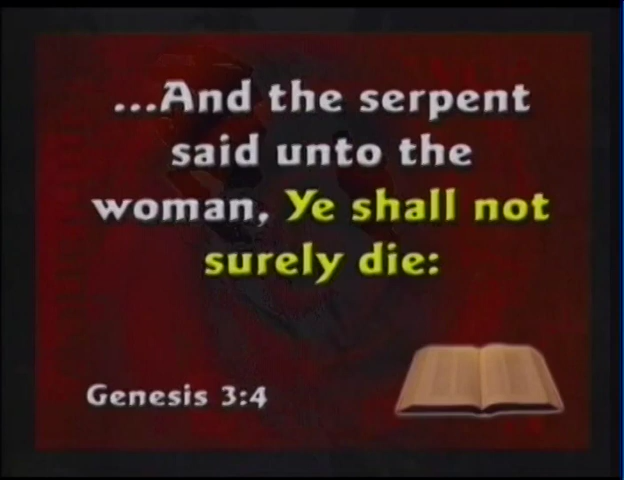 ...And the serpent
said unto the
woman, Ye shall not
surely die:
Genesis 3:4